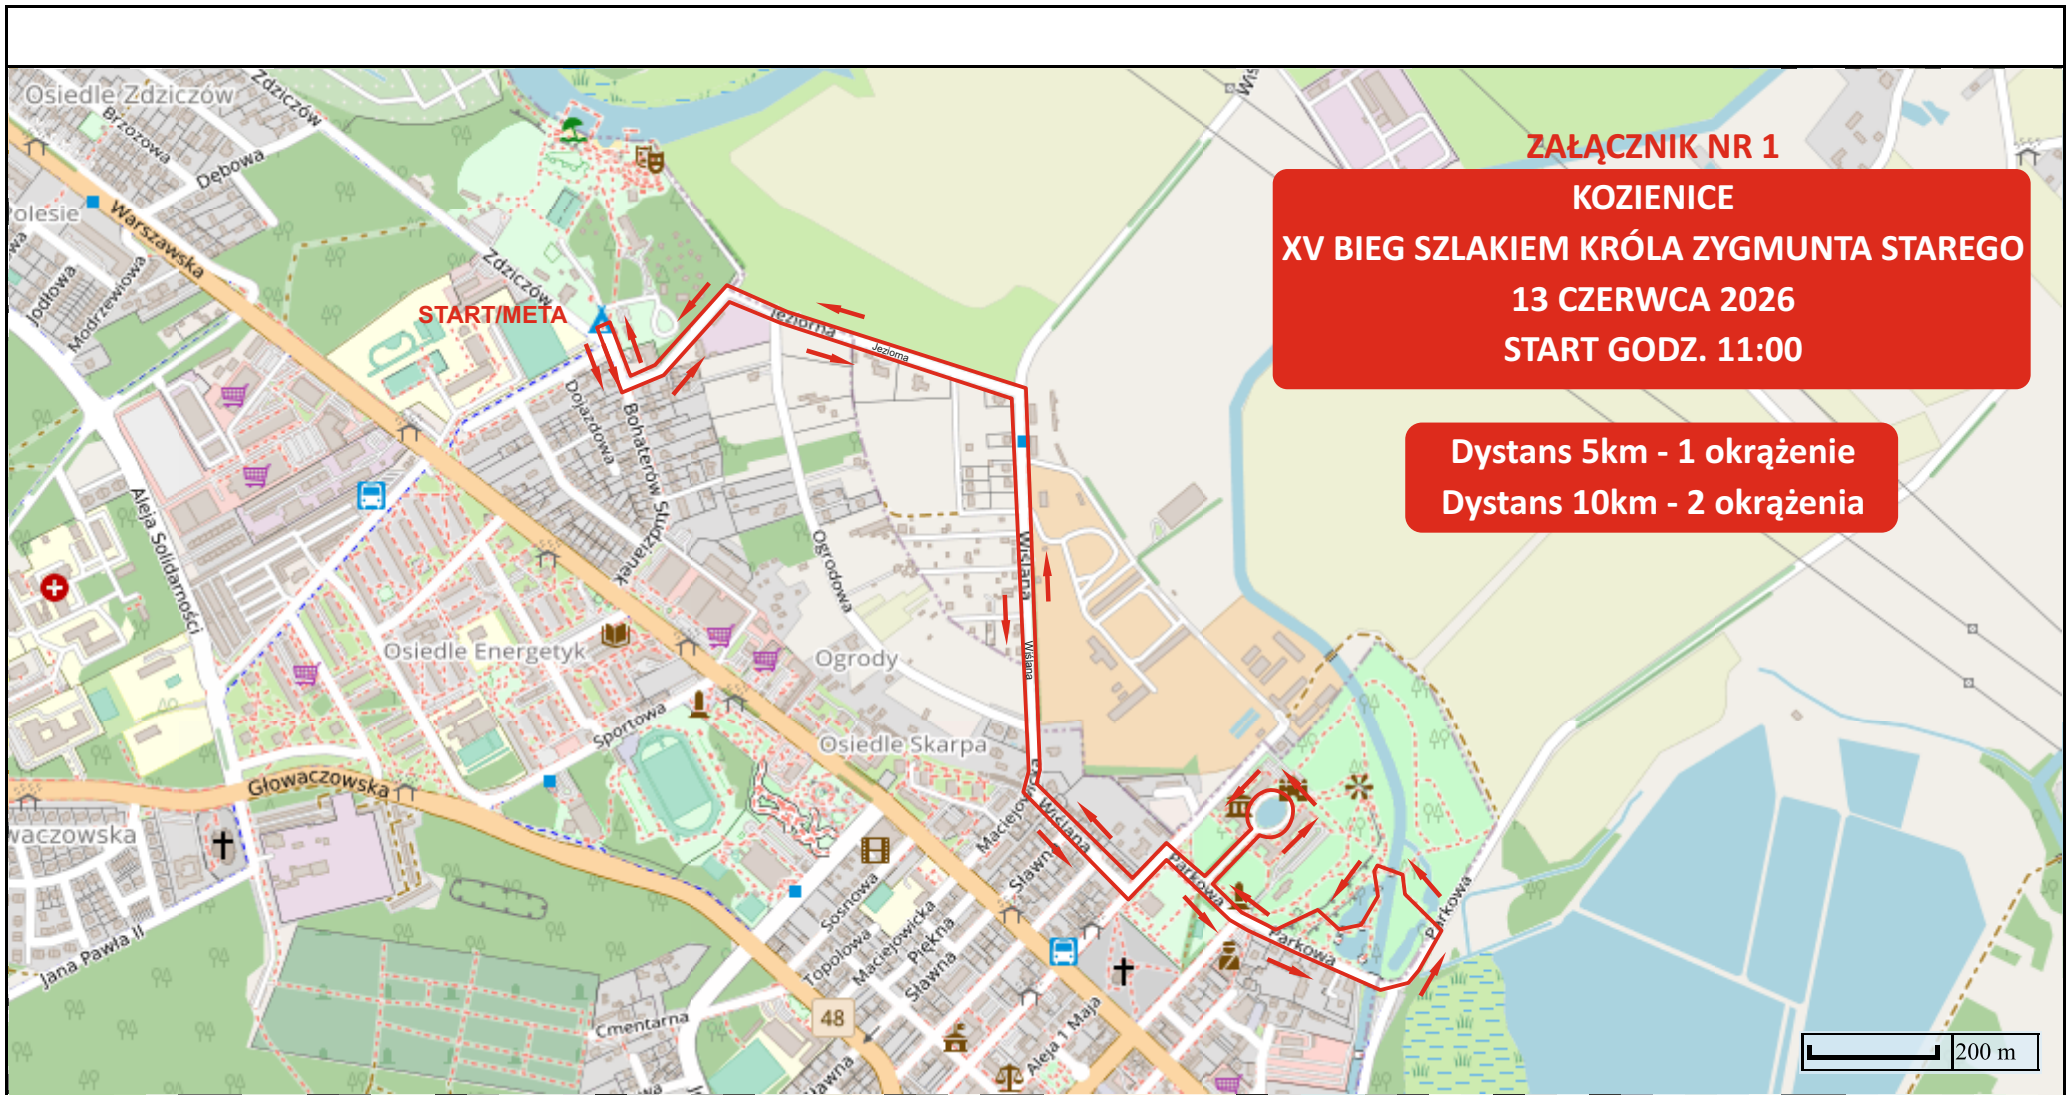 ZAŁĄCZNIK NR 1
KOZIENICE
XV BIEG SZLAKIEM KRÓLA ZYGMUNTA STAREGO
13 CZERWCA 2026
START GODZ. 11:00
Dystans 5km - 1 okrążenie
Dystans 10km - 2 okrążenia
START/META
Osiedle Zdziczów
Zdziczów
Brzozowa
Dębowa
olesie
Warszawska
Jodłowa
Modrzewiowa
Zdziczów
Jeziorna
Jeziorna
Dojazdowa
Bohaterów Studzianek
Aleja Solidarności
Ogrodowa
Wiślana
Wiślana
Osiedle Energetyk
Ogrody
Sportowa
Osiedle Skarpa
Głowaczowska
waczowska
Maciejowic
Wiślana
Sławna
Parkowa
Parkowa
Parkowa
Jana Pawła II
Sosnowa
Topolowa
Maciejowicka
Piękna
Sławna
Cmentarna
48
Aleja 1 Maja
ławna
200 m